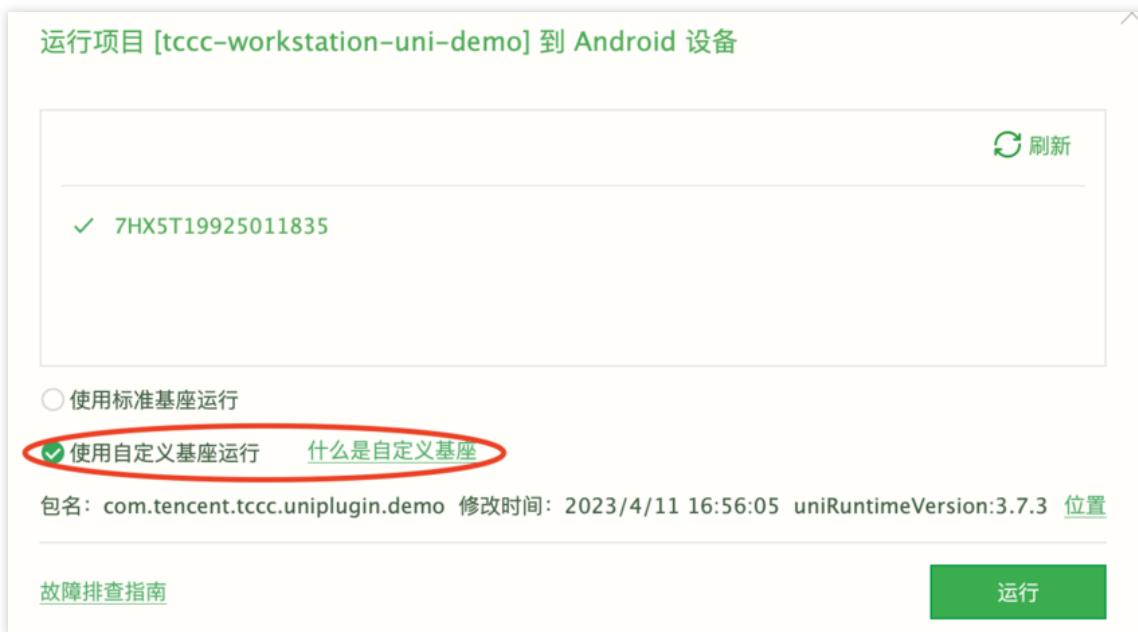 运行项目 [tccc-workstation-uni-demo] 到 Android 设备
刷新
7HX5T19925011835
使用标准基座运行
使用自定义基座运行 什么是自定义基座
包名：com.tencent.tccc.uniplugin.demo 修改时间：2023/4/11 16:56:05 uniRuntimeVersion:3.7.3 位置
故障排查指南 运行